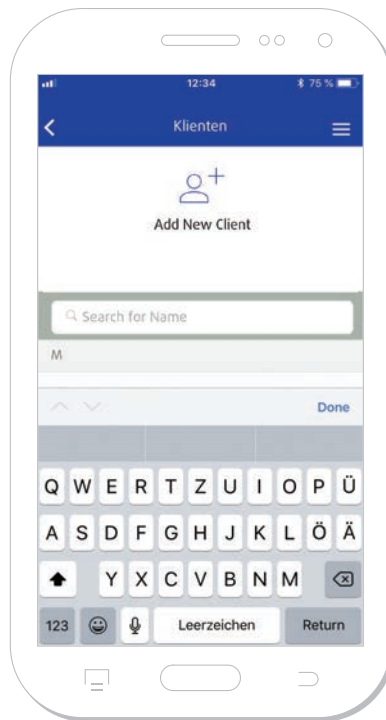 12:34 75 %
Klienten
Add New Client
Search for Name
M
Done
Q W E R T Z U I O P Ü
A S D F G H J K L Ö Ä
Y X C V B N M
123 Leerzeichen Return